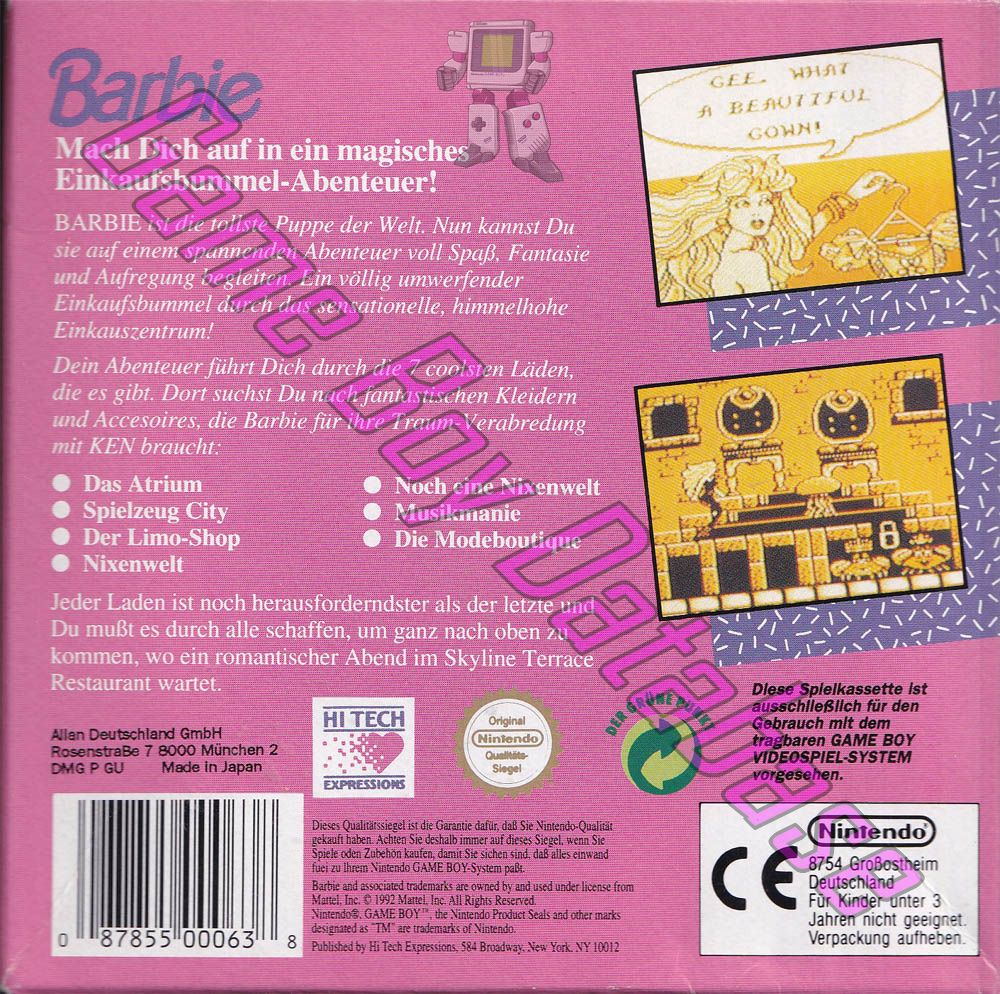 Barbie
Mach Dich auf in ein magisches
Einkaufsbummel-Abenteuer!
BARBIE ist die tollste Puppe der Welt. Nun kannst Du
sie auf einem spannenden Abenteuer voll Spaß, Fantasie
und Aufregung begleiten. Ein völlig umwerfender
Einkaufsbummel durch das sensationelle, himmelhohe
Einkauszentrum!
Dein Abenteuer führt Dich durch die 7 coolsten Läden,
die es gibt. Dort suchst Du nach fantastischen Kleidern
und Accesoires, die Barbie für ihre Traum-Verabredung
mit KEN braucht:
● Das Atrium
● Spielzeug City
● Der Limo-Shop
● Nixenwelt
● Noch eine Nixenwelt
● Musikmanie
● Die Modeboutique
Jeder Laden ist noch herausforderndster als der letzte und
Du mußt es durch alle schaffen, um ganz nach oben zu
kommen, wo ein romantischer Abend im Skyline Terrace
Restaurant wartet.
GEE, WHAT
A BEAUTIFUL
GOWN!
Allen Deutschland GmbH
Rosenstraße 7 8000 München 2
DMG P GU Made in Japan
HI TECH
EXPRESSIONS
Original
Nintendo
Qualitäts-
Siegel
DER GRÜNE PUNKT
Diese Spielkassette ist
ausschließlich für den
Gebrauch mit dem
tragbaren GAME BOY
VIDEOSPIEL-SYSTEM
vorgesehen.
0 87855 00063 8
Dieses Qualitätssiegel ist die Garantie dafür, daß Sie Nintendo-Qualität
gekauft haben. Achten Sie deshalb immer auf dieses Siegel, wenn Sie
Spiele oder Zubehör kaufen, damit Sie sichen sind, daß alles einwand
fuei zu Ihrem Nintendo GAME BOY-System paßt.
Barbie and associated trademarks are owned by and used under license from
Mattel, Inc. © 1992 Mattel, Inc. All Rights Reserved.
Nintendo®, GAME BOY™, the Nintendo Product Seals and other marks
designated as "TM" are trademarks of Nintendo.
Published by Hi Tech Expressions, 584 Broadway, New York, NY 10012
CE
Nintendo®
8754 Großostheim
Deutschland
Für Kinder unter 3
Jahren nicht geeignet.
Verpackung aufheben.
Game Boy Database